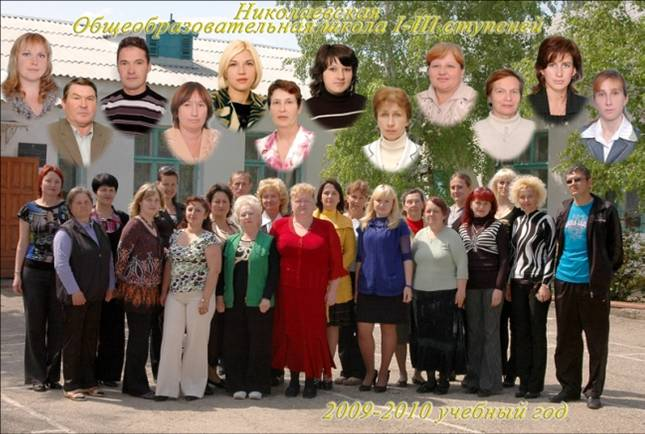 Николаевская
Общеобразовательная школа I-III ступеней
2009-2010 учебный год